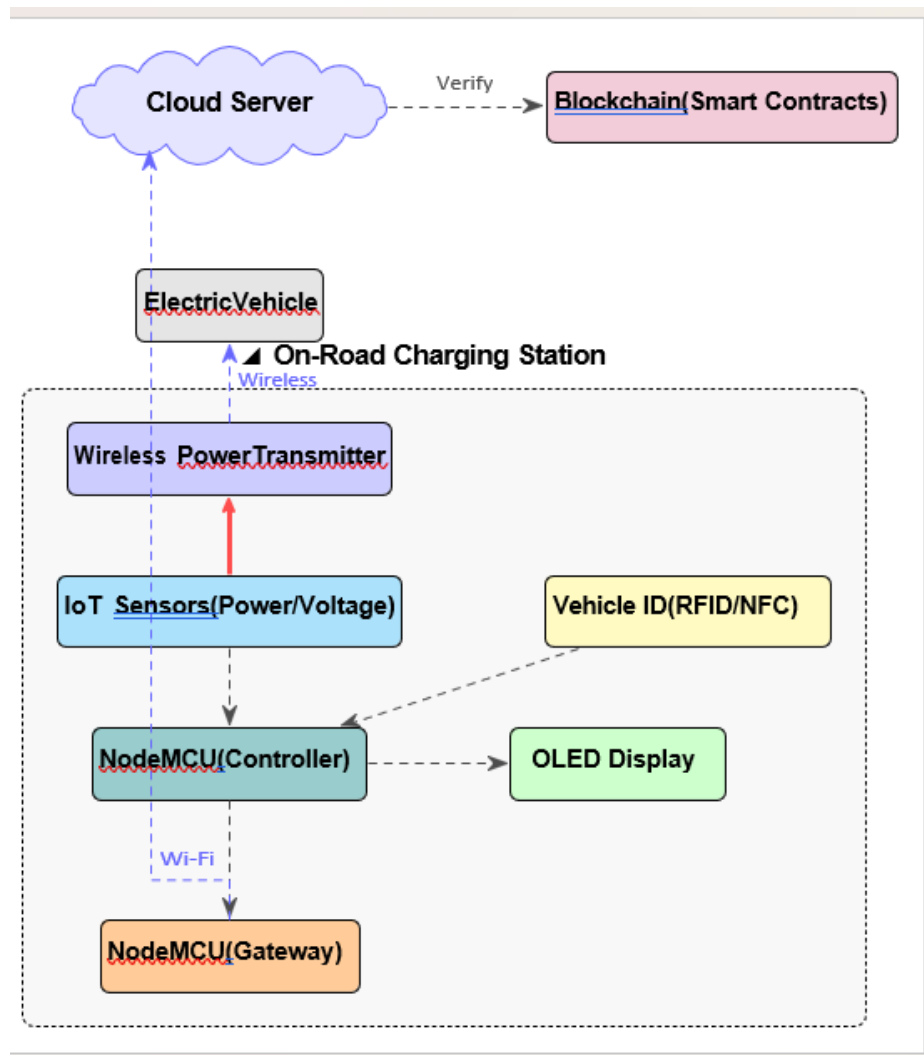 Cloud Server
Verify
Blockchain(Smart Contracts)
ElectricVehicle
On-Road Charging Station
Wireless
Wireless PowerTransmitter
IoT Sensors(Power/Voltage)
Vehicle ID(RFID/NFC)
NodeMCU(Controller)
OLED Display
Wi-Fi
NodeMCU(Gateway)